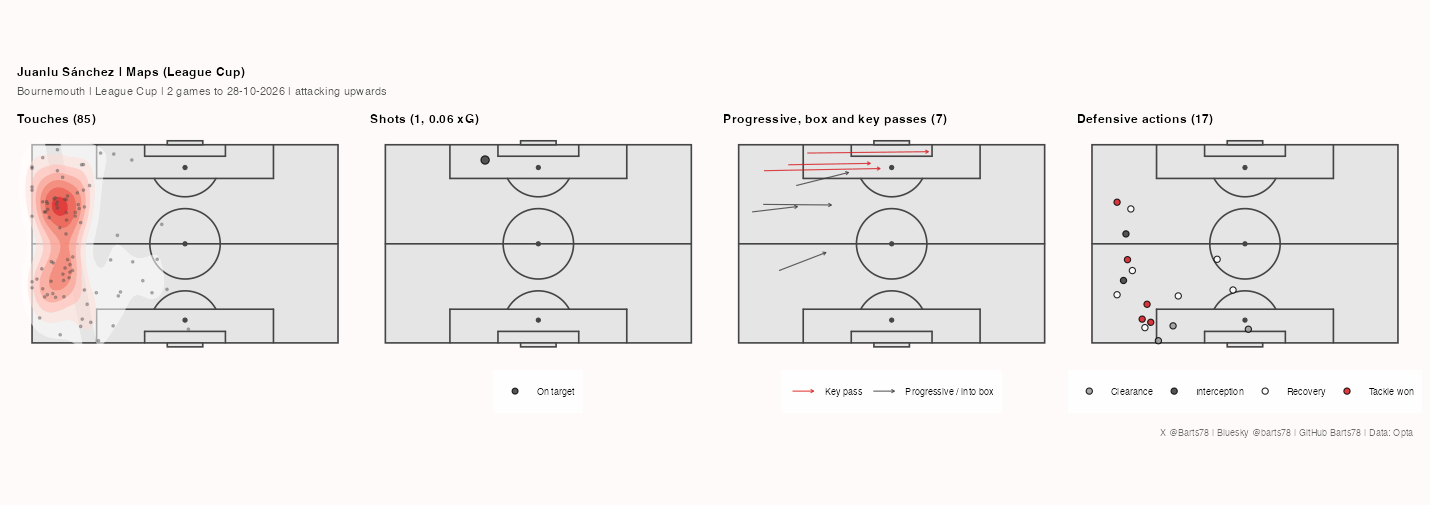 Juanlu Sánchez | Maps (League Cup)
Bournemouth | League Cup | 2 games to 28-10-2026 | attacking upwards
Touches (85)
Shots (1, 0.06 xG)
Progressive, box and key passes (7)
Defensive actions (17)
On target
Key pass
Progressive / into box
Clearance
Interception
Recovery
Tackle won
X @Barts78 | Bluesky @barts78 | GitHub Barts78 | Data: Opta